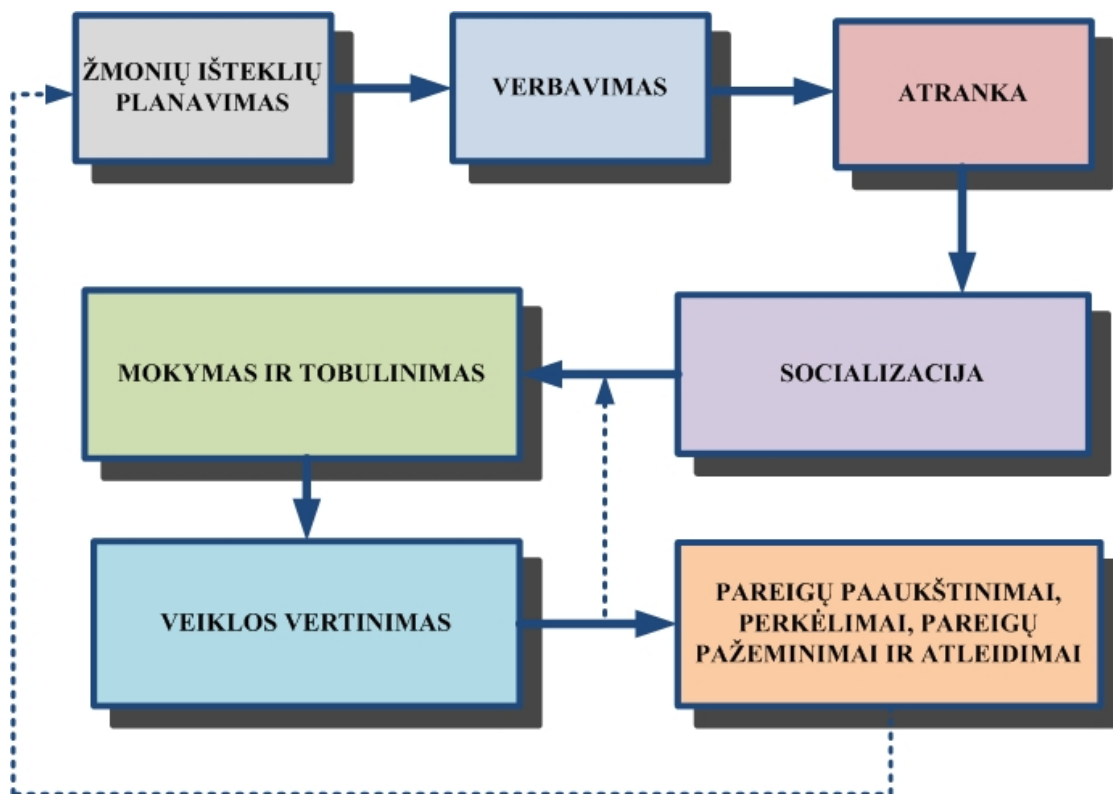 ŽMONIŲ IŠTEKLIŲ
PLANAVIMAS
VERBAVIMAS
ATRANKA
SOCIALIZACIJA
MOKYMAS IR TOBULINIMAS
VEIKLOS VERTINIMAS
PAREIGŲ PAAUKŠTINIMAI,
PERKĖLIMAI, PAREIGŲ
PAŽEMINIMAI IR ATLEIDIMAI